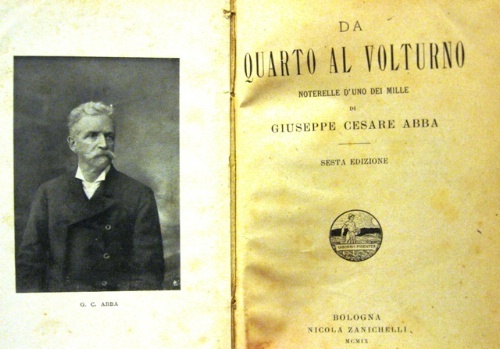 G. C. ABBA
DA
QUARTO AL VOLTURNO
NOTERELLE D'UNO DEI MILLE
DI
GIUSEPPE CESARE ABBA
SESTA EDIZIONE
BOLOGNA
NICOLA ZANICHELLI
MCMIX